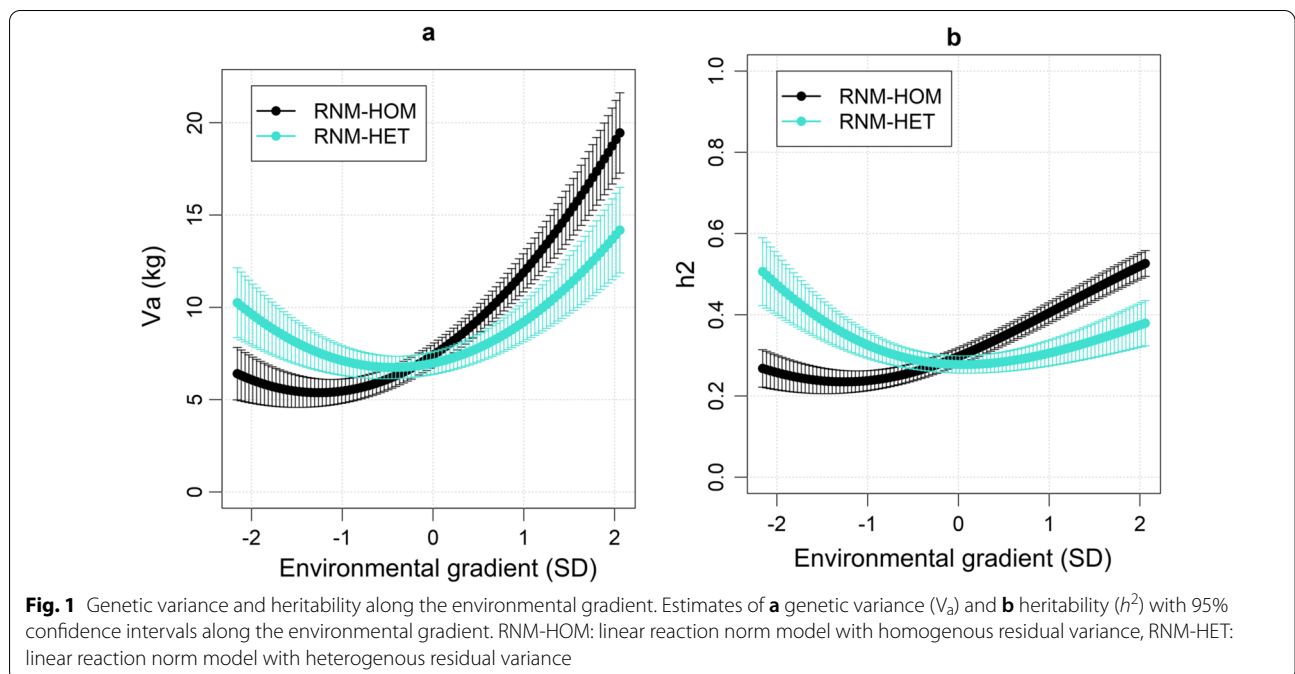 a
Va (kg)
20
15
10
5
0
RNM-HOM
RNM-HET
-2 -1 0 1 2
Environmental gradient (SD)
b
h2
1.0
0.8
0.6
0.4
0.2
0.0
RNM-HOM
RNM-HET
-2 -1 0 1 2
Environmental gradient (SD)
Fig. 1 Genetic variance and heritability along the environmental gradient. Estimates of a genetic variance (Vₐ) and b heritability (h²) with 95%
confidence intervals along the environmental gradient. RNM-HOM: linear reaction norm model with homogenous residual variance, RNM-HET:
linear reaction norm model with heterogenous residual variance